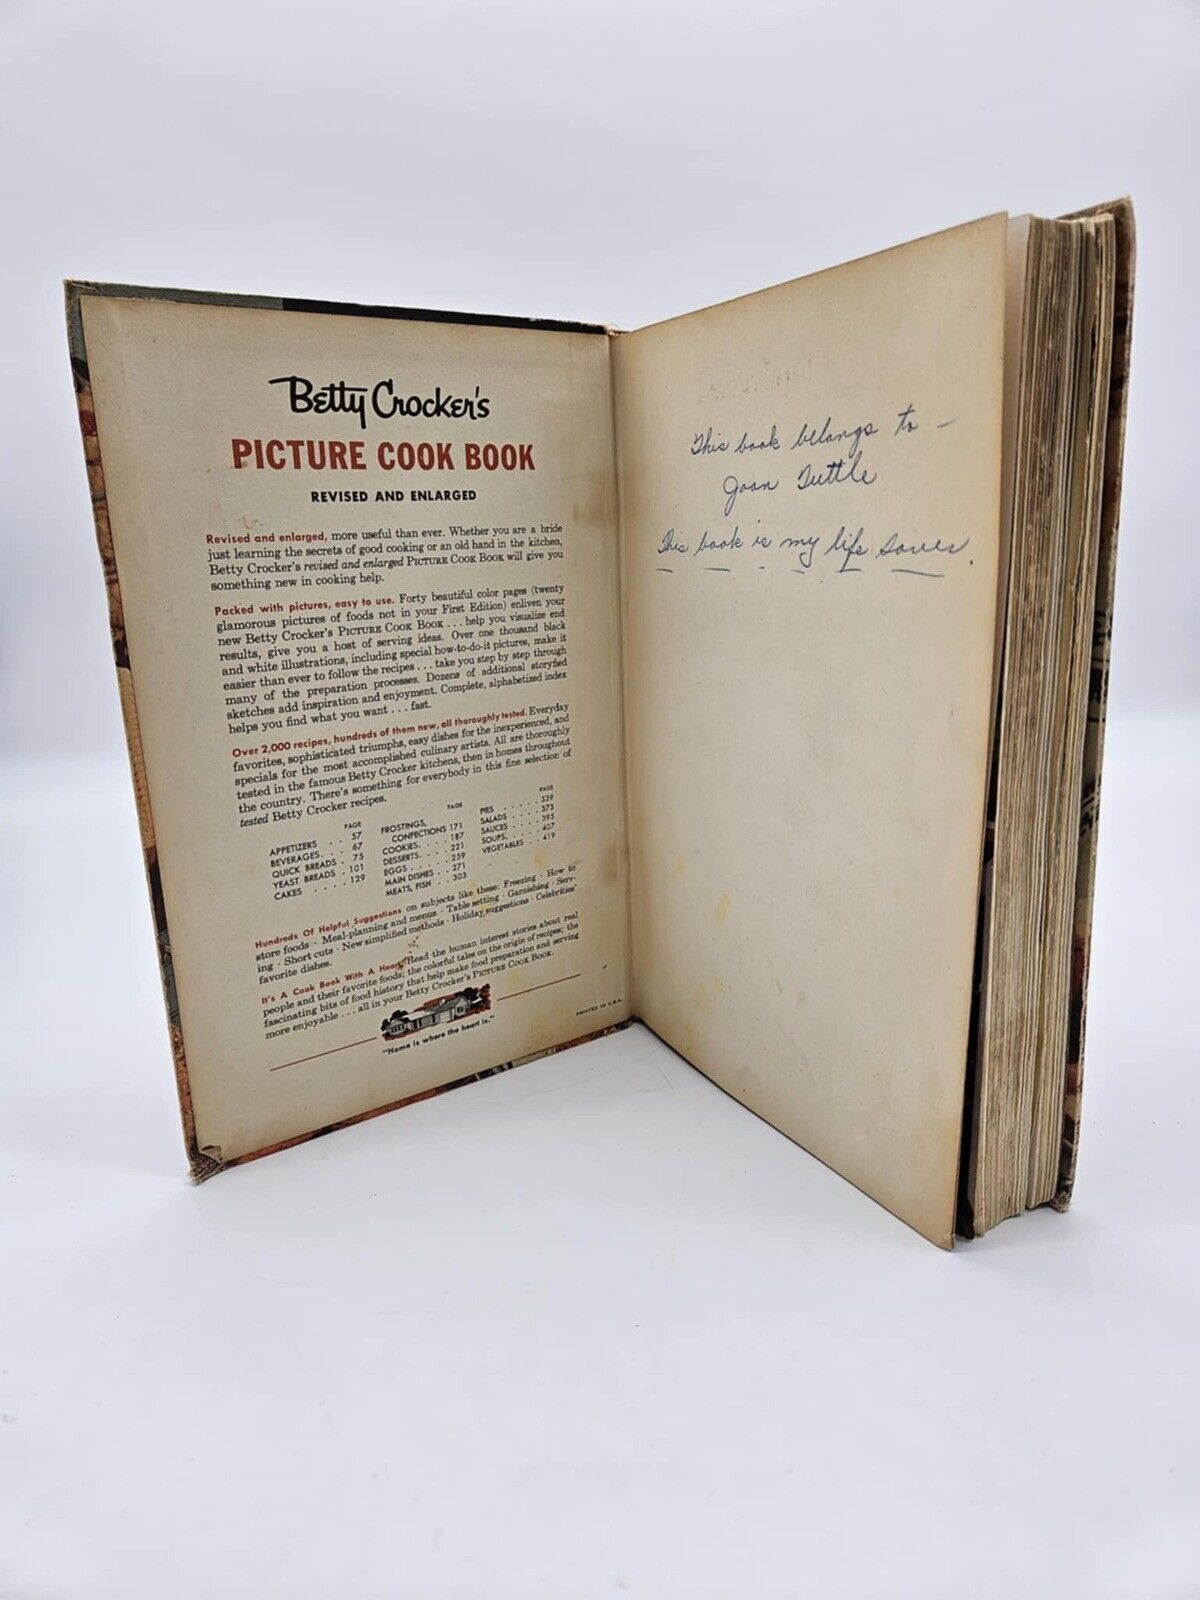 Betty Crocker's
PICTURE COOK BOOK
REVISED AND ENLARGED
Revised and enlarged, more useful than ever. Whether you are a bride
just learning the secrets of good cooking or an old hand in the kitchen,
Betty Crocker's revised and enlarged PICTURE COOK BOOK will give you
something new in cooking help.
Packed with pictures, easy to use. Forty beautiful color pages (twenty
glamorous pictures of foods not in your First Edition) enliven your
new Betty Crocker's PICTURE COOK BOOK . . . help you visualize end
results, give you a host of serving ideas. Over one thousand black
and white illustrations, including special how-to-do-it pictures, make it
easier than ever to follow the recipes . . . take you step by step through
many of the preparation processes. Dozens of additional storyfied
sketches add inspiration and enjoyment. Complete, alphabetized index
helps you find what you want . . . fast.
Over 2,000 recipes, hundreds of them new, all thoroughly tested. Everyday
favorites, sophisticated triumphs, easy dishes for the inexperienced, and
specials for the most accomplished culinary artists. All are thoroughly
tested in the famous Betty Crocker kitchens, then in homes throughout
the country. There's something for everybody in this fine selection of
tested Betty Crocker recipes.
PAGE
APPETIZERS . . 57
BEVERAGES . . . 67
QUICK BREADS . 75
YEAST BREADS . 101
CAKES . . . . . 129
PAGE
FROSTINGS,
CONFECTIONS 171
COOKIES . . . . 187
DESSERTS . . . . 221
EGGS . . . . . 259
MAIN DISHES . . 271
MEATS, FISH . . . 303
PAGE
PIES . . . . . . 339
SALADS . . . . 373
SAUCES . . . . 395
SOUPS . . . . . 407
VEGETABLES . . 419
Hundreds Of Helpful Suggestions on subjects like these: Freezing · How to
store foods · Meal-planning and menus · Table setting · Garnishing · Serv-
ing · Short cuts · New simplified methods · Holiday suggestions · Celebrities'
favorite dishes.
It's A Cook Book With A Heart. Read the human interest stories about real
people and their favorite foods; the colorful tales on the origin of recipes; the
fascinating bits of food history that help make food preparation and serving
more enjoyable . . . all in your Betty Crocker's PICTURE COOK BOOK.
"Home is where the heart is."
PRINTED IN U.S.A.
This book belongs to –
Joan Tuttle
This book is my life saver.